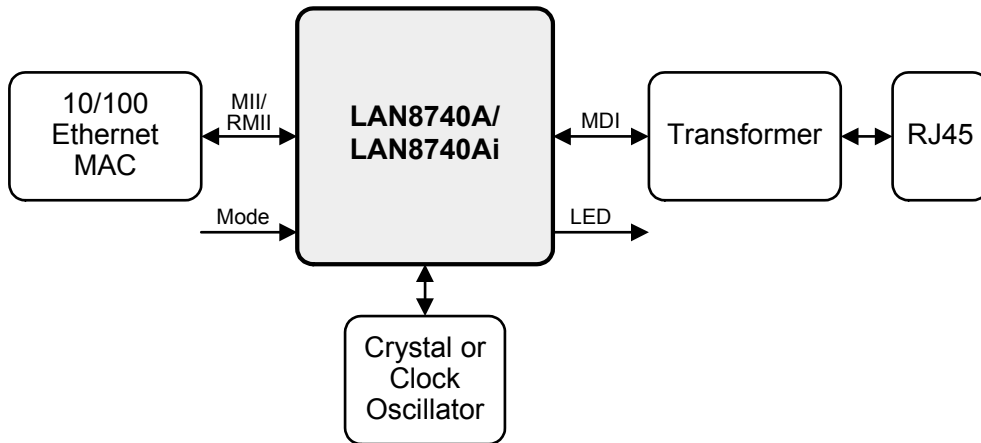 10/100
Ethernet
MAC
MII/
RMII
Mode
LAN8740A/
LAN8740Ai
MDI
LED
Transformer
RJ45
Crystal or
Clock
Oscillator